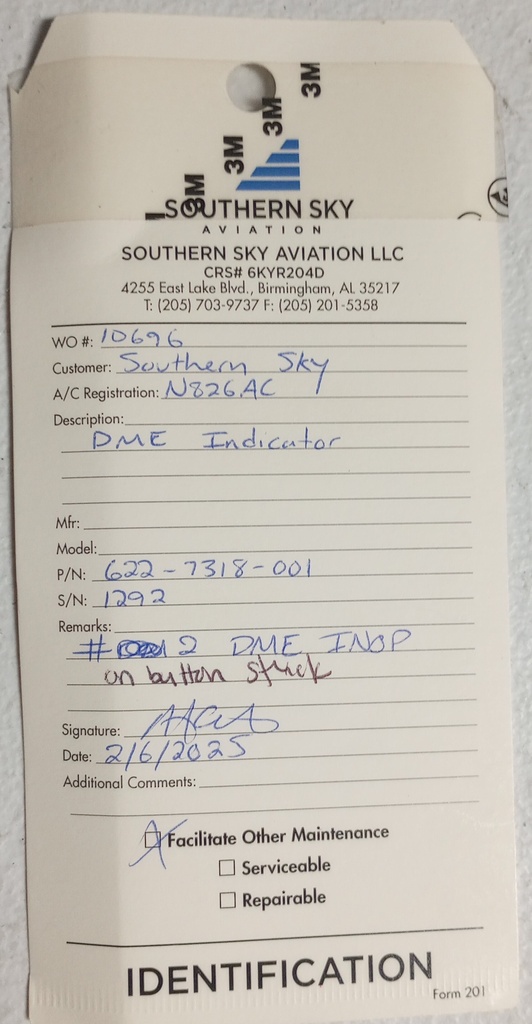 3M
3M
3M
3M
SOUTHERN SKY
AVIATION
SOUTHERN SKY AVIATION LLC
CRS# 6KYR204D
4255 East Lake Blvd., Birmingham, AL 35217
T: (205) 703-9737 F: (205) 201-5358
WO #: 10696
Customer: Southern Sky
A/C Registration: N826AC
Description:
DME Indicator
Mfr:
Model:
P/N: 622-7318-001
S/N: 1292
Remarks:
# 2 DME INOP
on button stuck
Signature:
Date: 2/6/2025
Additional Comments:
Facilitate Other Maintenance
Serviceable
Repairable
IDENTIFICATION
Form 201